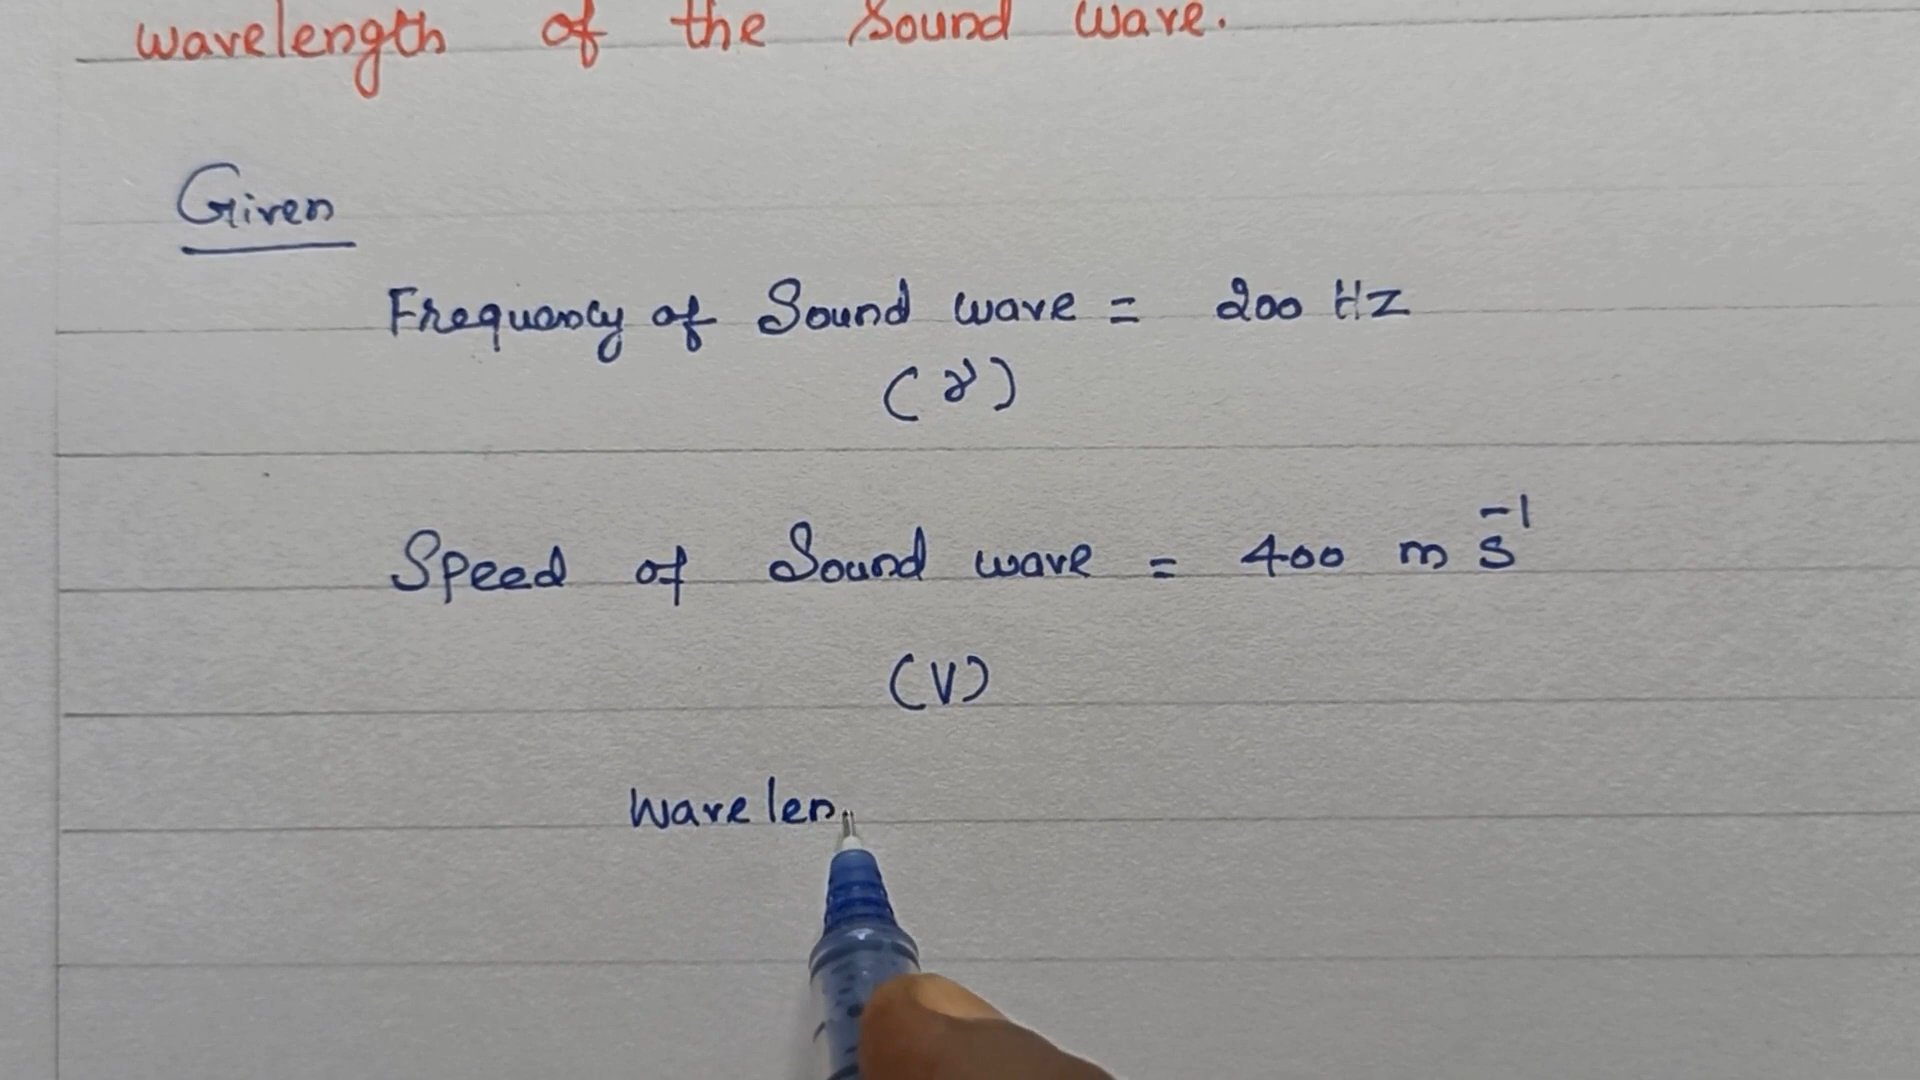 wavelength of the sound wave.
Given
Frequency of Sound wave = 200 Hz
(ɣ)
Speed of Sound wave = 400 m s⁻¹
(V)
Wavelen